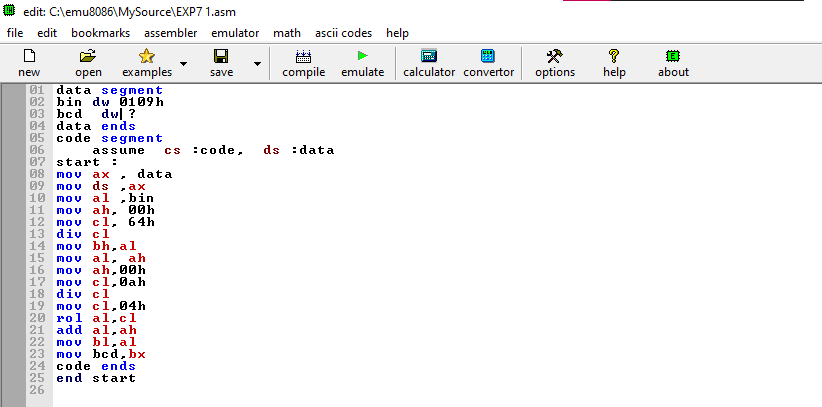 edit: C:\emu8086\MySource\EXP7 1.asm
file edit bookmarks assembler emulator math ascii codes help
new open examples save compile emulate calculator convertor options help about
01 data segment
02 bin dw 0109h
03 bcd  dw ?
04 data ends
05 code segment
06     assume  cs :code,  ds :data
07 start :
08 mov ax , data
09 mov ds ,ax
10 mov al ,bin
11 mov ah, 00h
12 mov cl, 64h
13 div cl
14 mov bh,al
15 mov al, ah
16 mov ah,00h
17 mov cl,0ah
18 div cl
19 mov cl,04h
20 rol al,cl
21 add al,ah
22 mov bl,al
23 mov bcd,bx
24 code ends
25 end start
26